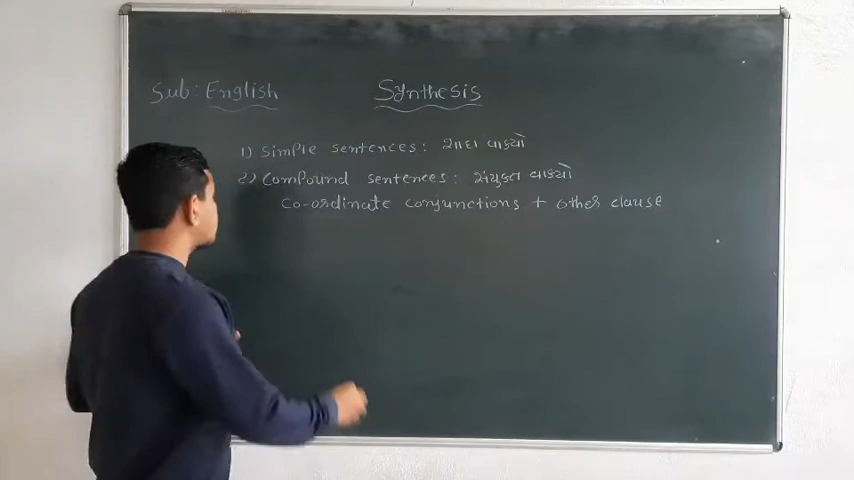 Sub: English
Synthesis
1) Simple sentences: સાદા વાક્યો
2) Compound sentences: સંયુક્ત વાક્યો
Co-ordinate conjunctions + other clause